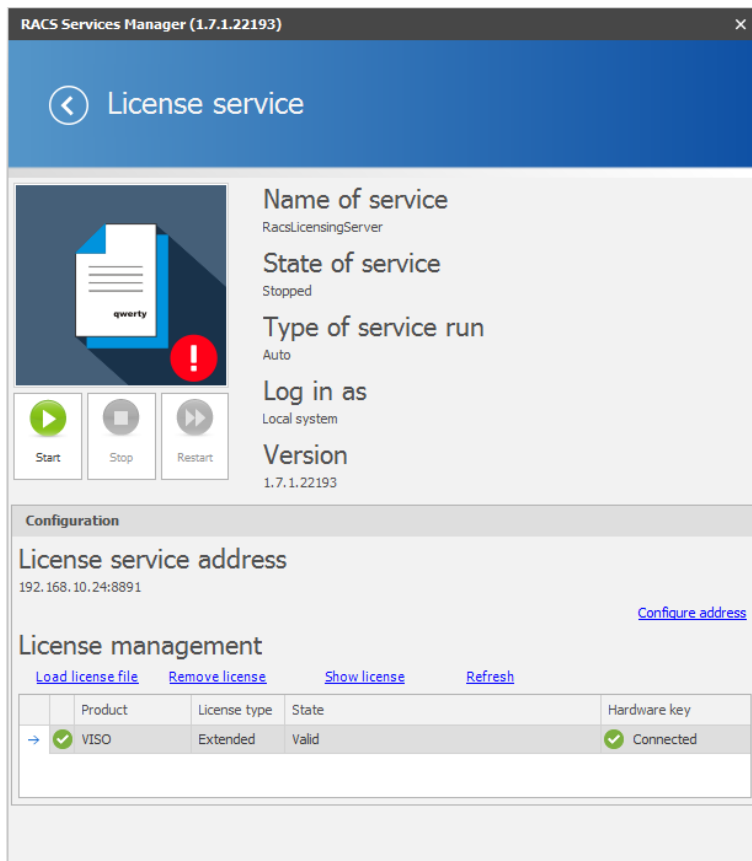 RACS Services Manager (1.7.1.22193)
License service
Name of service
RacsLicensingServer
State of service
Stopped
qwerty
Type of service run
Auto
Log in as
Local system
Start Stop Restart
Version
1.7.1.22193
Configuration
License service address
192.168.10.24:8891
Configure address
License management
Load license file Remove license Show license Refresh
Product License type State Hardware key
VISO Extended Valid Connected